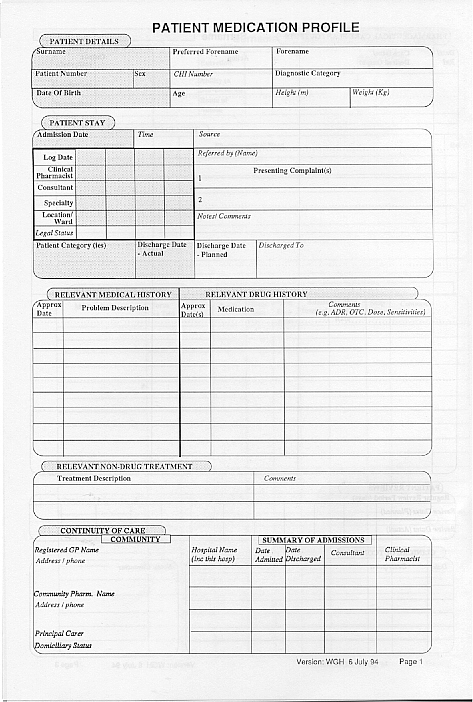 PATIENT MEDICATION PROFILE
PATIENT DETAILS
Surname Preferred Forename Forename
Patient Number Sex CHI Number Diagnostic Category
Date Of Birth Age Height (m) Weight (Kg)
PATIENT STAY
Admission Date Time Source
Log Date
Clinical Pharmacist
Consultant
Specialty
Location/ Ward
Legal Status
Referred by (Name)
Presenting Complaint(s)
1
2
Notes/ Comments
Patient Category (ies) Discharge Date - Actual Discharge Date - Planned Discharged To
RELEVANT MEDICAL HISTORY RELEVANT DRUG HISTORY
Approx Date Problem Description Approx Date(s) Medication Comments
(e.g. ADR, OTC, Dose, Sensitivities)
RELEVANT NON-DRUG TREATMENT
Treatment Description Comments
CONTINUITY OF CARE
COMMUNITY SUMMARY OF ADMISSIONS
Registered GP Name
Address / phone
Community Pharm. Name
Address / phone
Principal Carer
Domiciliary Status
Hospital Name (inc this hosp) Date Admitted Date Discharged Consultant Clinical Pharmacist
Version: WGH 6 July 94 Page 1